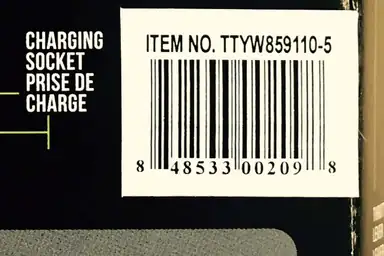 CHARGING
SOCKET
PRISE DE
CHARGE
ITEM NO. TTYW859110-5
8 48533 00209 8